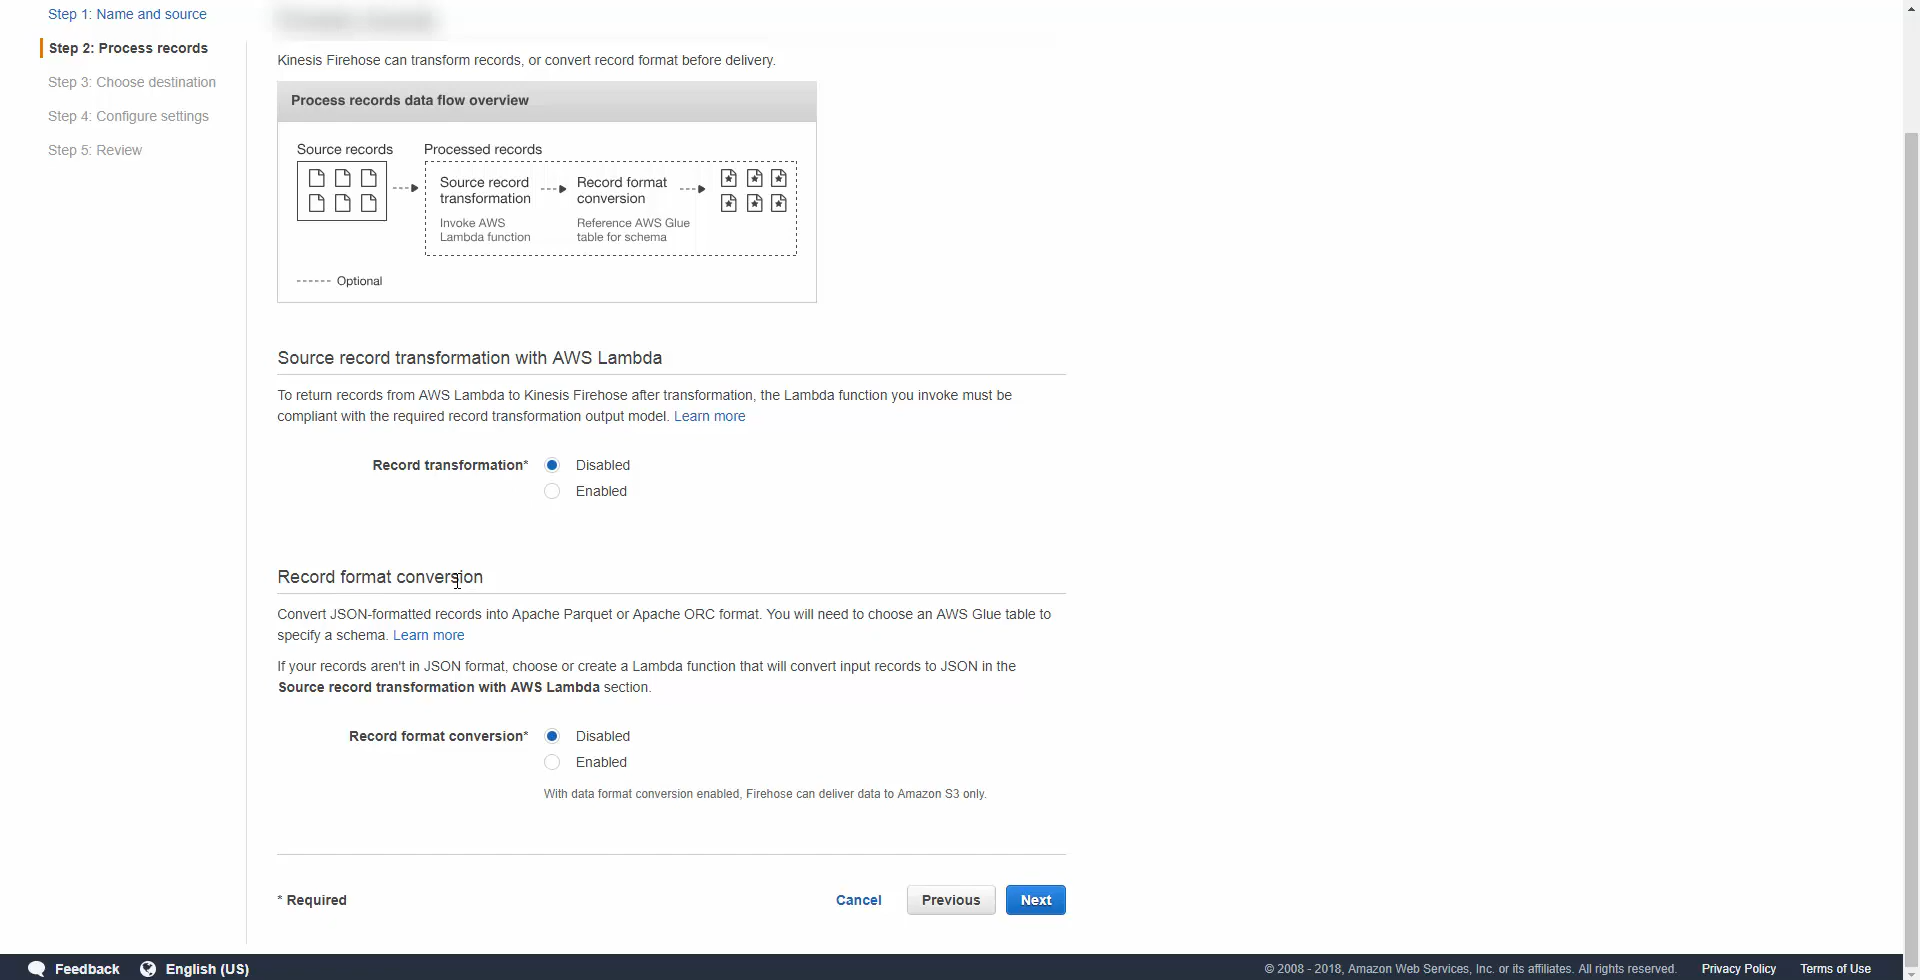 Step 1: Name and source
Step 2: Process records
Step 3: Choose destination
Step 4: Configure settings
Step 5: Review
Kinesis Firehose can transform records, or convert record format before delivery.
Process records data flow overview
Source records
Processed records
Source record
transformation
Invoke AWS
Lambda function
Record format
conversion
Reference AWS Glue
table for schema
Optional
Source record transformation with AWS Lambda
To return records from AWS Lambda to Kinesis Firehose after transformation, the Lambda function you invoke must be
compliant with the required record transformation output model. Learn more
Record transformation* Disabled
Enabled
Record format conversion
Convert JSON-formatted records into Apache Parquet or Apache ORC format. You will need to choose an AWS Glue table to
specify a schema. Learn more
If your records aren't in JSON format, choose or create a Lambda function that will convert input records to JSON in the
Source record transformation with AWS Lambda section.
Record format conversion* Disabled
Enabled
With data format conversion enabled, Firehose can deliver data to Amazon S3 only.
* Required Cancel Previous Next
Feedback English (US) © 2008 - 2018, Amazon Web Services, Inc. or its affiliates. All rights reserved. Privacy Policy Terms of Use